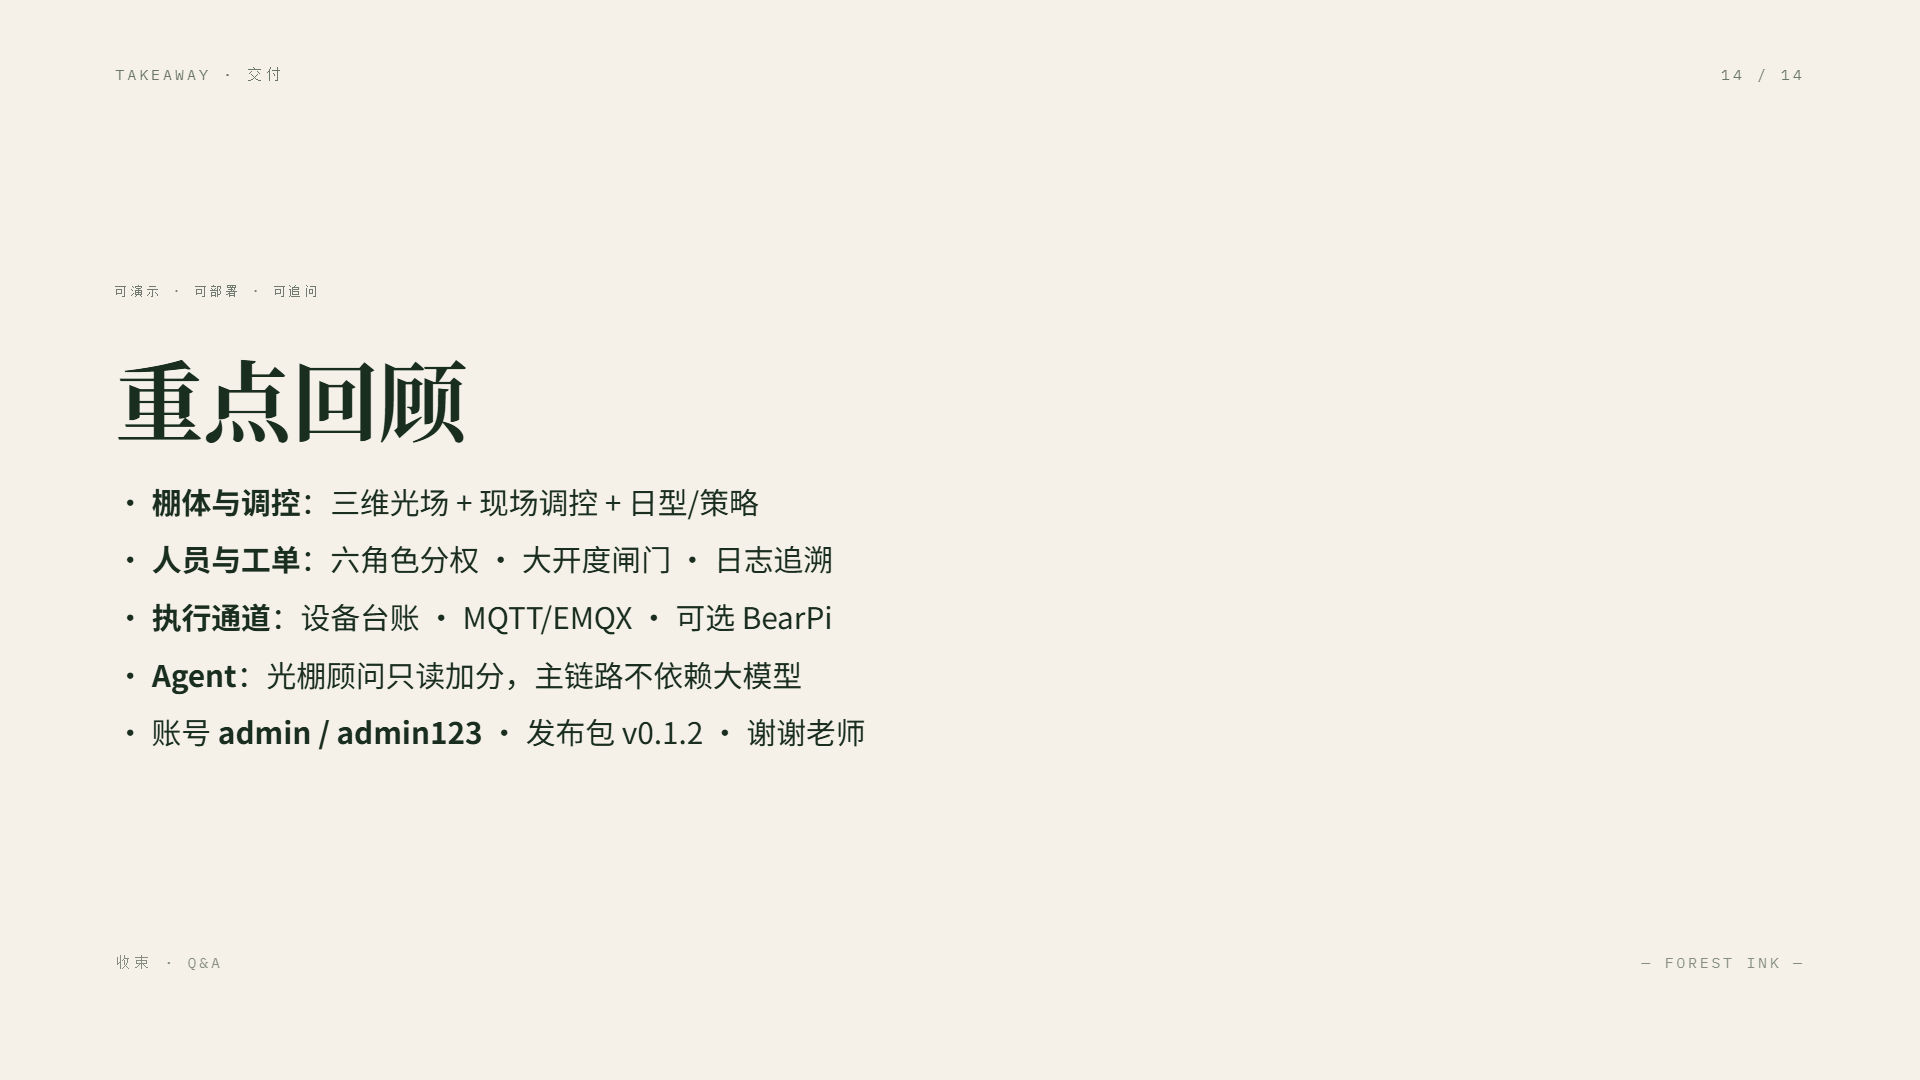 TAKEAWAY · 交付
14 / 14
可演示 · 可部署 · 可追问
重点回顾
• 棚体与调控：三维光场 + 现场调控 + 日型/策略
• 人员与工单：六角色分权 • 大开度闸门 • 日志追溯
• 执行通道：设备台账 • MQTT/EMQX • 可选 BearPi
• Agent：光棚顾问只读加分，主链路不依赖大模型
• 账号 admin / admin123 • 发布包 v0.1.2 • 谢谢老师
收束 · Q&A
— FOREST INK —